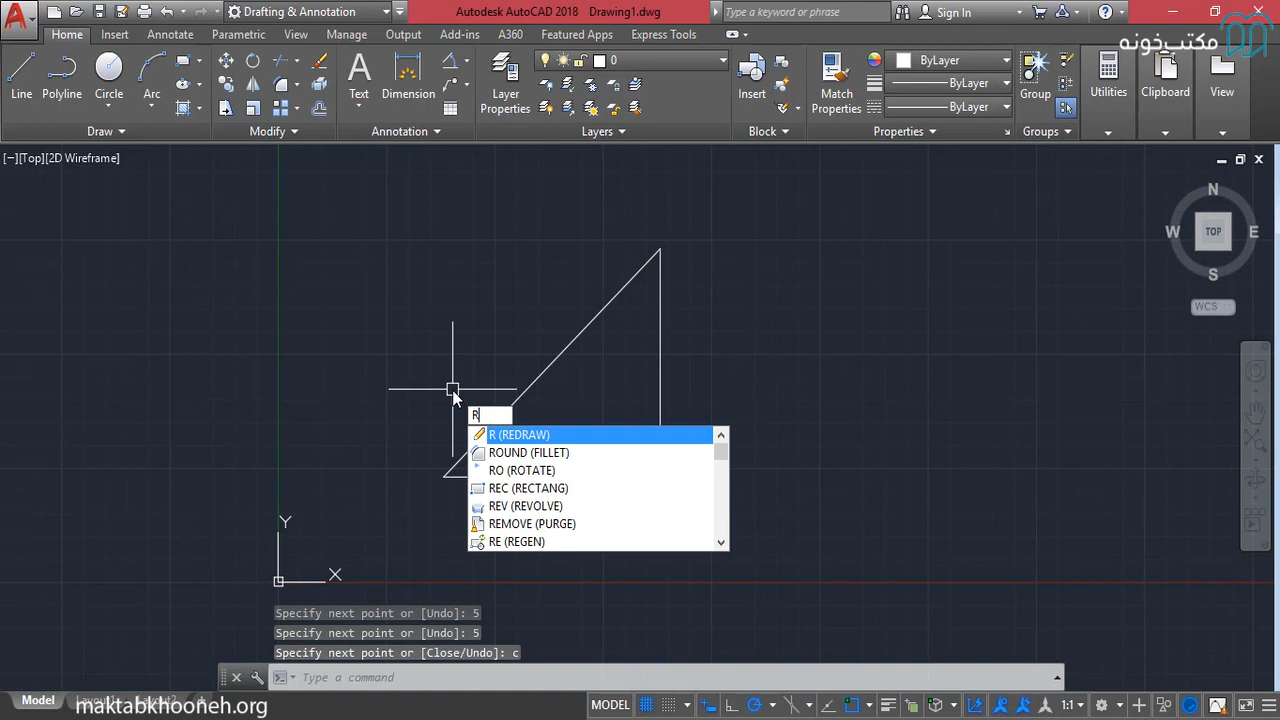 Drafting & Annotation
Autodesk AutoCAD 2018 Drawing1.dwg
Type a keyword or phrase
Sign In
Home Insert Annotate Parametric View Manage Output Add-ins A360 Featured Apps Express Tools
مکتب‌خونه
Line Polyline Circle Arc
Text Dimension
Layer Properties
0
Insert
Match Properties
ByLayer
ByLayer
ByLayer
Group
Utilities
Clipboard
View
Draw Modify Annotation Layers Block Properties Groups
[−][Top][2D Wireframe]
N
W TOP E
S
WCS
R
R (REDRAW)
ROUND (FILLET)
RO (ROTATE)
REC (RECTANG)
REV (REVOLVE)
REMOVE (PURGE)
RE (REGEN)
Y
X
Specify next point or [Undo]: 5
Specify next point or [Undo]: 5
Specify next point or [Close/Undo]: c
Type a command
Model Layout1 Layout2 +
maktabkhooneh.org
MODEL
1:1